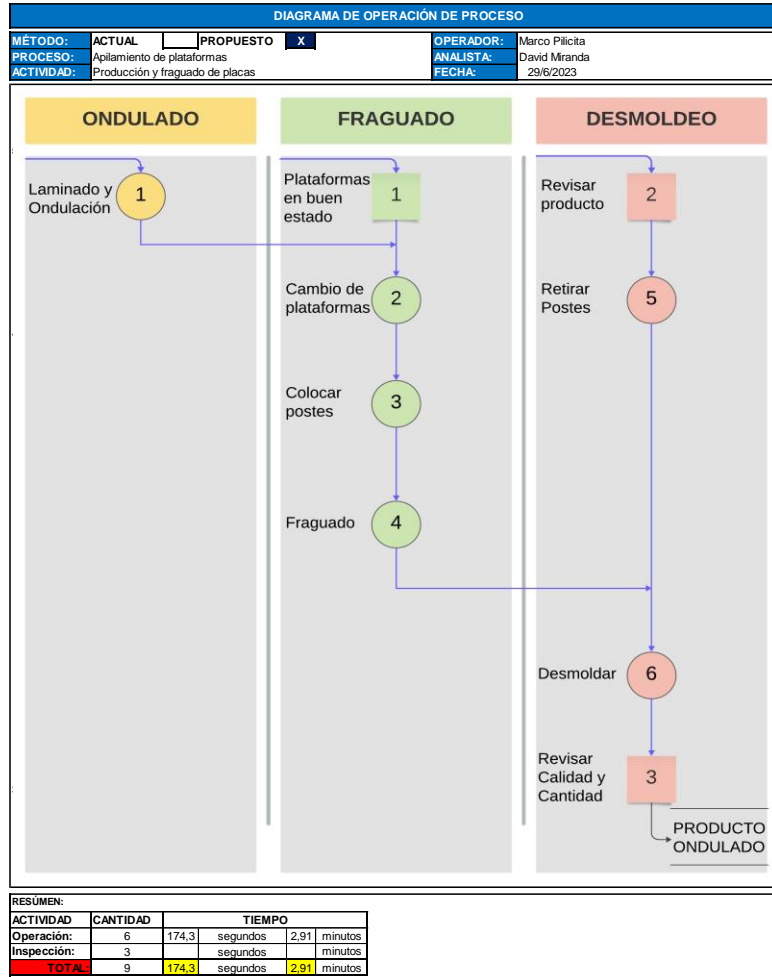 DIAGRAMA DE OPERACIÓN DE PROCESO
MÉTODO: ACTUAL PROPUESTO X OPERADOR: Marco Pilicita
PROCESO: Apilamiento de plataformas ANALISTA: David Miranda
ACTIVIDAD: Producción y fraguado de placas FECHA: 29/6/2023
ONDULADO
Laminado y
Ondulación
1
FRAGUADO
Plataformas
en buen
estado
1
Cambio de
plataformas
2
Colocar
postes
3
Fraguado
4
DESMOLDEO
Revisar
producto
2
Retirar
Postes
5
Desmoldar
6
Revisar
Calidad y
Cantidad
3
PRODUCTO
ONDULADO
RESÚMEN:
ACTIVIDAD CANTIDAD TIEMPO
Operación: 6 174,3 segundos 2,91 minutos
Inspección: 3 segundos minutos
TOTAL: 9 174,3 segundos 2,91 minutos